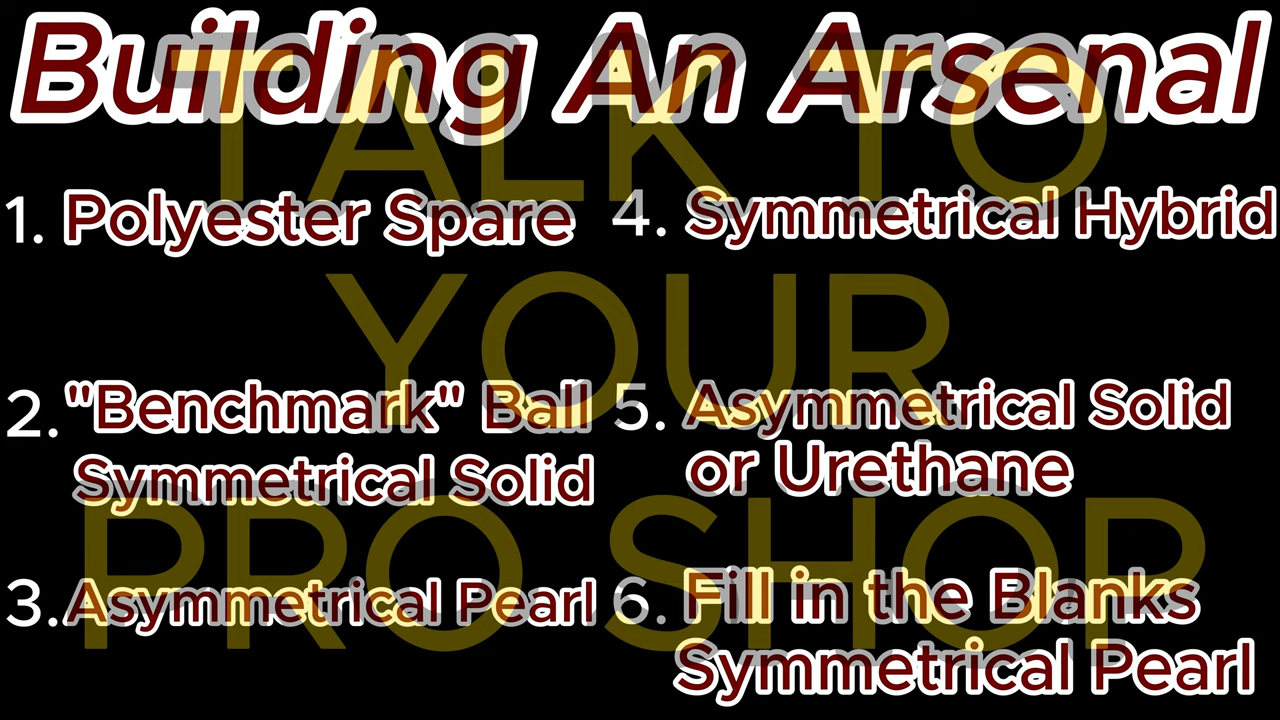 Building An Arsenal
TALK TO
YOUR
PRO SHOP
1. Polyester Spare
2. "Benchmark" Ball
Symmetrical Solid
3. Asymmetrical Pearl
4. Symmetrical Hybrid
5. Asymmetrical Solid
or Urethane
6. Fill in the Blanks
Symmetrical Pearl